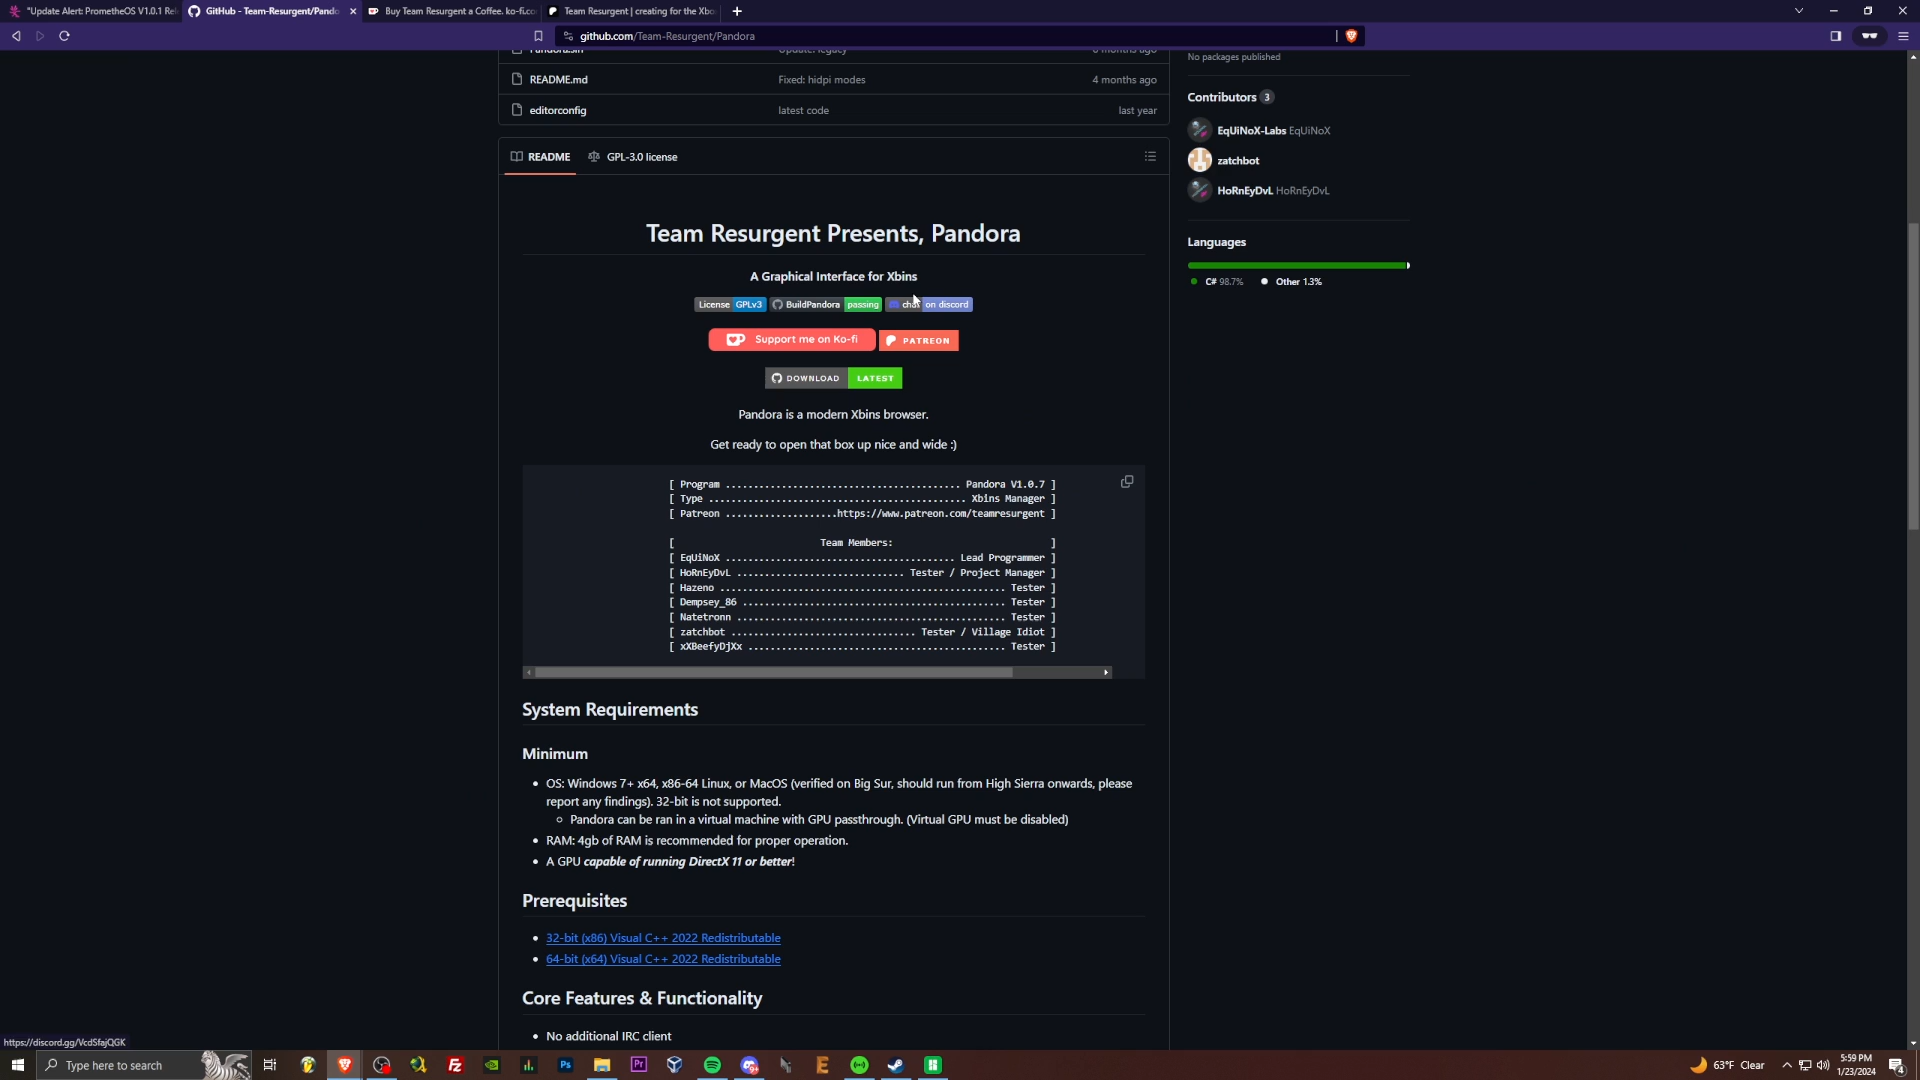 "Update Alert: PrometheOS V1.0.1 Rel
GitHub - Team-Resurgent/Pando
Buy Team Resurgent a Coffee. ko-fi.co
Team Resurgent | creating for the Xbo
github.com/Team-Resurgent/Pandora
Pandora.sln
Update: legacy
8 months ago
No packages published
README.md
Fixed: hidpi modes
4 months ago
editorconfig
latest code
last year
Contributors 3
EqUiNoX-Labs EqUiNoX
zatchbot
HoRnEyDvL HoRnEyDvL
Languages
C# 98.7%
Other 1.3%
README
GPL-3.0 license
Team Resurgent Presents, Pandora
A Graphical Interface for Xbins
License GPLv3
BuildPandora passing
chat on discord
Support me on Ko-fi
PATREON
DOWNLOAD LATEST
Pandora is a modern Xbins browser.
Get ready to open that box up nice and wide :)
[ Program ......................................... Pandora V1.0.7 ]
[ Type ............................................. Xbins Manager ]
[ Patreon ....................https://www.patreon.com/teamresurgent ]
[ Team Members: ]
[ EqUiNoX ........................................ Lead Programmer ]
[ HoRnEyDvL ............................. Tester / Project Manager ]
[ Hazeno .................................................. Tester ]
[ Dempsey_86 .............................................. Tester ]
[ Natetronn ............................................... Tester ]
[ zatchbot ................................ Tester / Village Idiot ]
[ xXBeefyDjXx ............................................. Tester ]
System Requirements
Minimum
• OS: Windows 7+ x64, x86-64 Linux, or MacOS (verified on Big Sur, should run from High Sierra onwards, please
report any findings). 32-bit is not supported.
Pandora can be ran in a virtual machine with GPU passthrough. (Virtual GPU must be disabled)
• RAM: 4gb of RAM is recommended for proper operation.
• A GPU capable of running DirectX 11 or better!
Prerequisites
• 32-bit (x86) Visual C++ 2022 Redistributable
• 64-bit (x64) Visual C++ 2022 Redistributable
Core Features & Functionality
• No additional IRC client
https://discord.gg/VcdSfajQGK
Type here to search
63°F Clear
5:59 PM
1/23/2024
4